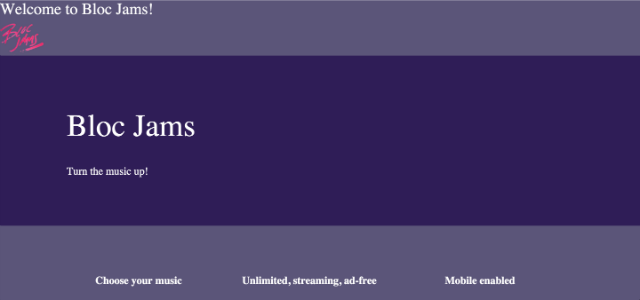 Welcome to Bloc Jams!
Bloc
Jams
Bloc Jams
Turn the music up!
Choose your music Unlimited, streaming, ad-free Mobile enabled